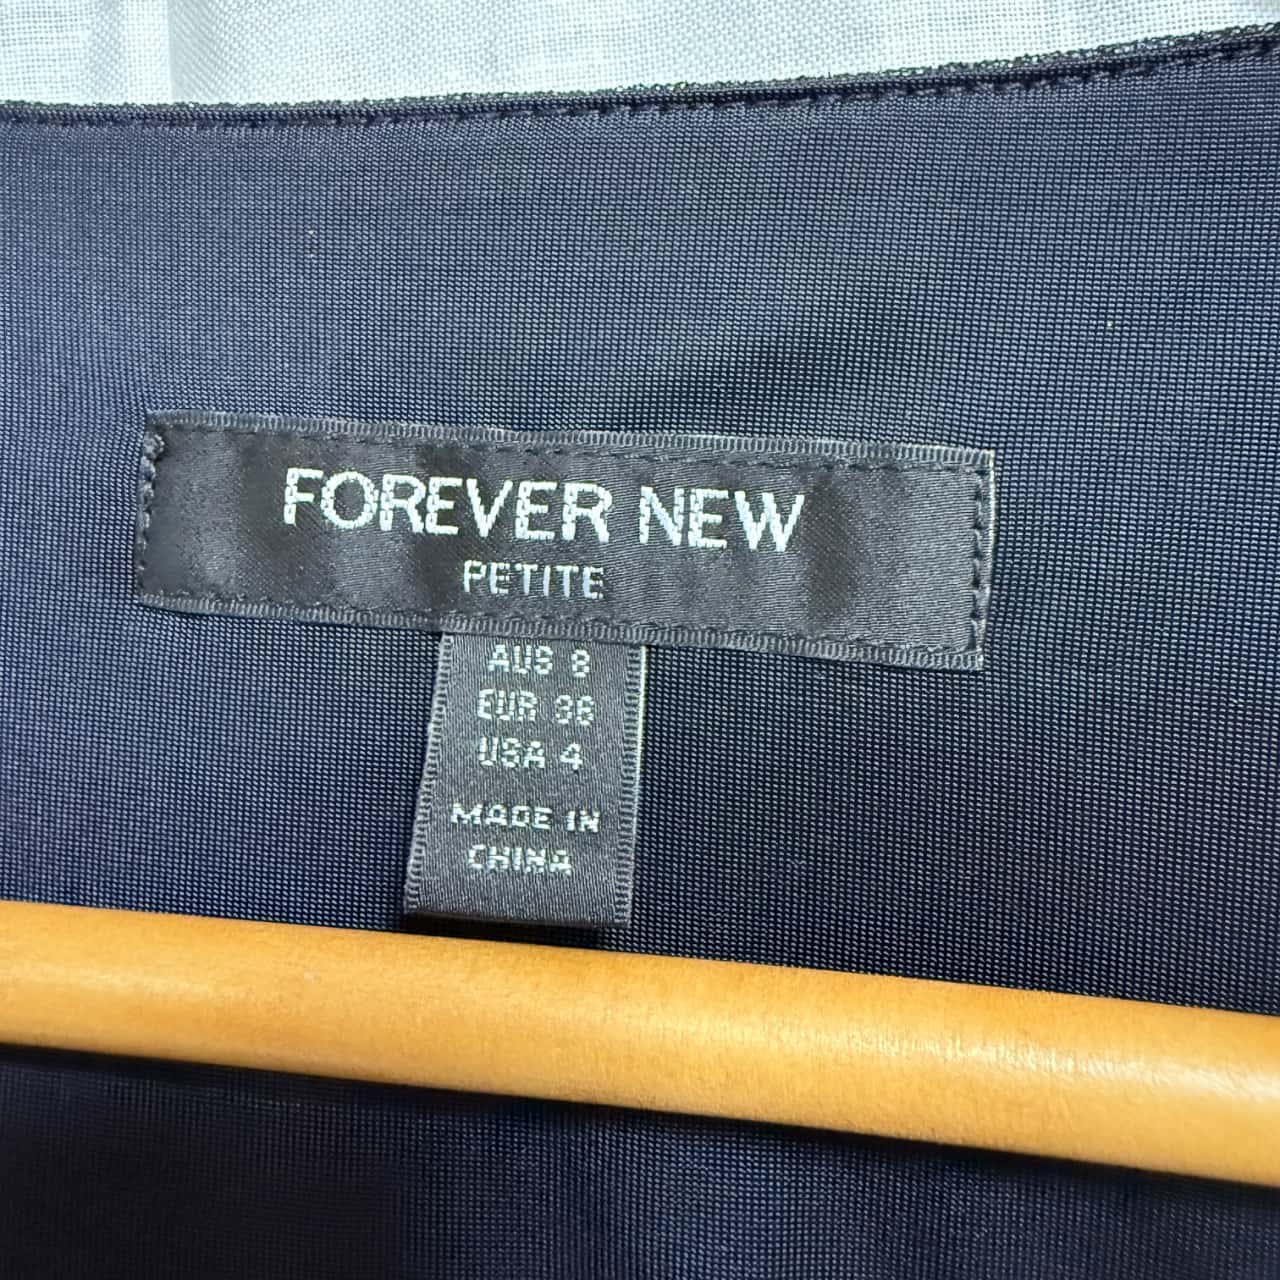 FOREVER NEW
PETITE
AUS 8
EUR 36
USA 4
MADE IN
CHINA